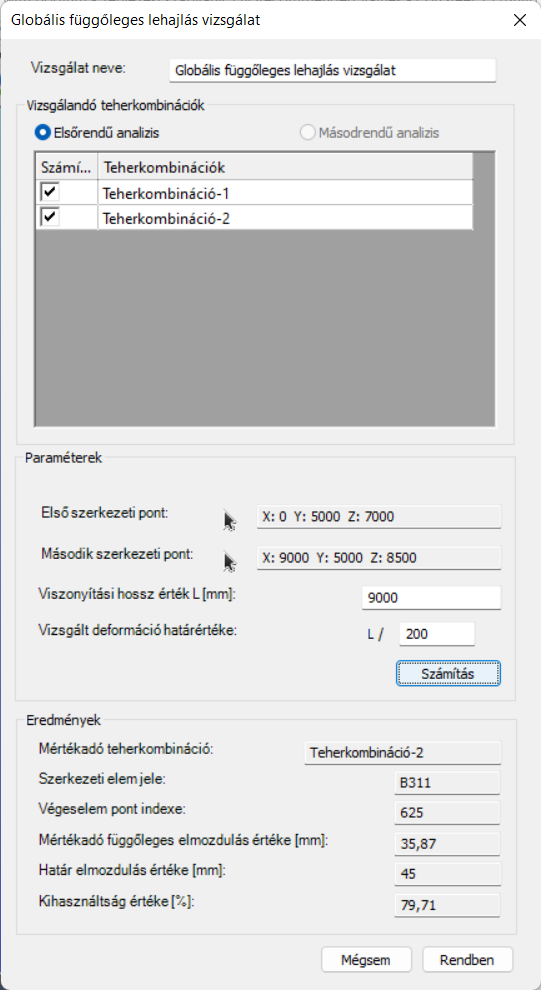 Globális függőleges lehajlás vizsgálat
Vizsgálat neve: Globális függőleges lehajlás vizsgálat
Vizsgálandó teherkombinációk
Elsőrendű analizis Másodrendű analizis
Számí... Teherkombinációk
Teherkombináció-1
Teherkombináció-2
Paraméterek
Első szerkezeti pont: X: 0 Y: 5000 Z: 7000
Második szerkezeti pont: X: 9000 Y: 5000 Z: 8500
Viszonyítási hossz érték L [mm]: 9000
Vizsgált deformáció határértéke: L / 200
Számítás
Eredmények
Mértékadó teherkombináció: Teherkombináció-2
Szerkezeti elem jele: B311
Végeselem pont indexe: 625
Mértékadó függőleges elmozdulás értéke [mm]: 35,87
Határ elmozdulás értéke [mm]: 45
Kihasználtság értéke [%]: 79,71
Mégsem Rendben